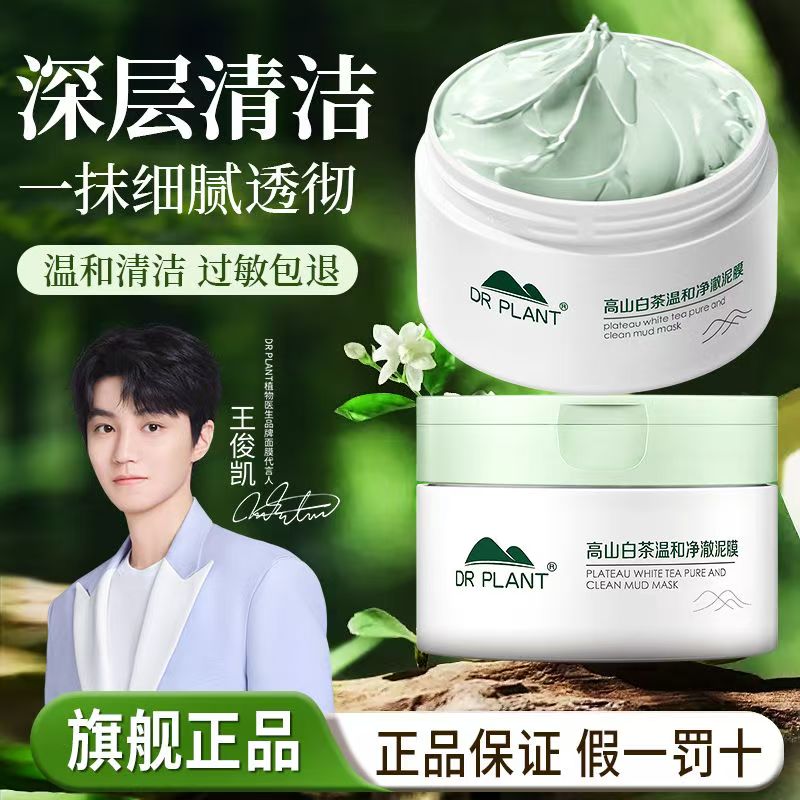 深层清洁
一抹细腻透彻
温和清洁 过敏包退
DR PLANT植物医生品牌面膜代言人
王俊凯
DR PLANT®
高山白茶温和净澈泥膜
plateau white tea pure and
clean mud mask
DR PLANT®
高山白茶温和净澈泥膜
PLATEAU WHITE TEA PURE AND
CLEAN MUD MASK
旗舰正品
正品保证 假一罚十